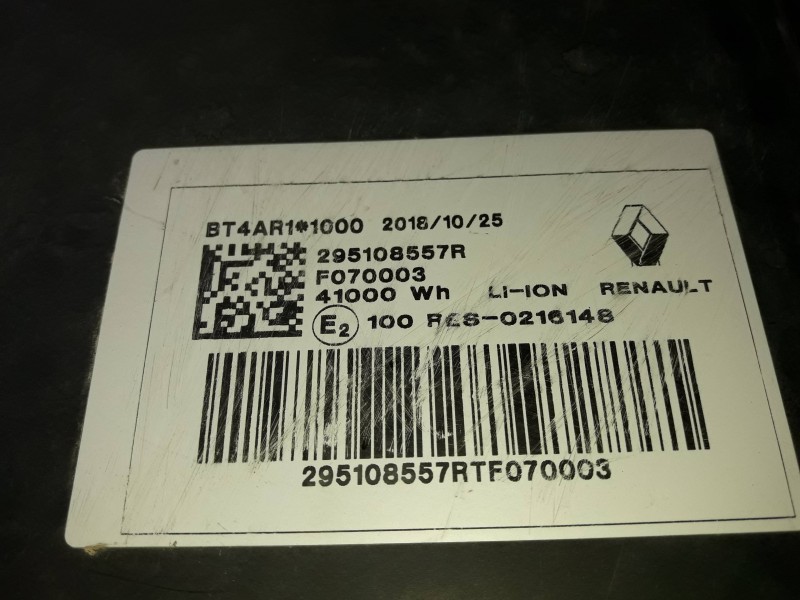 BT4AR1*1000 2018/10/25
295108557R
F070003
41000 Wh LI-ION RENAULT
E2 100 RES-0216148
295108557RTF070003